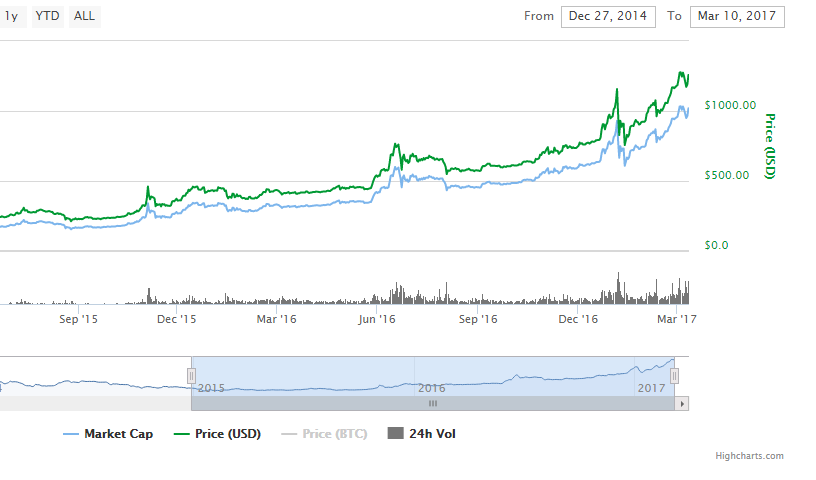 1y YTD ALL From Dec 27, 2014 To Mar 10, 2017
$1000.00
$500.00
$0.0
Price (USD)
Sep '15 Dec '15 Mar '16 Jun '16 Sep '16 Dec '16 Mar '17
2015 2016 2017
Market Cap Price (USD) Price (BTC) 24h Vol
Highcharts.com